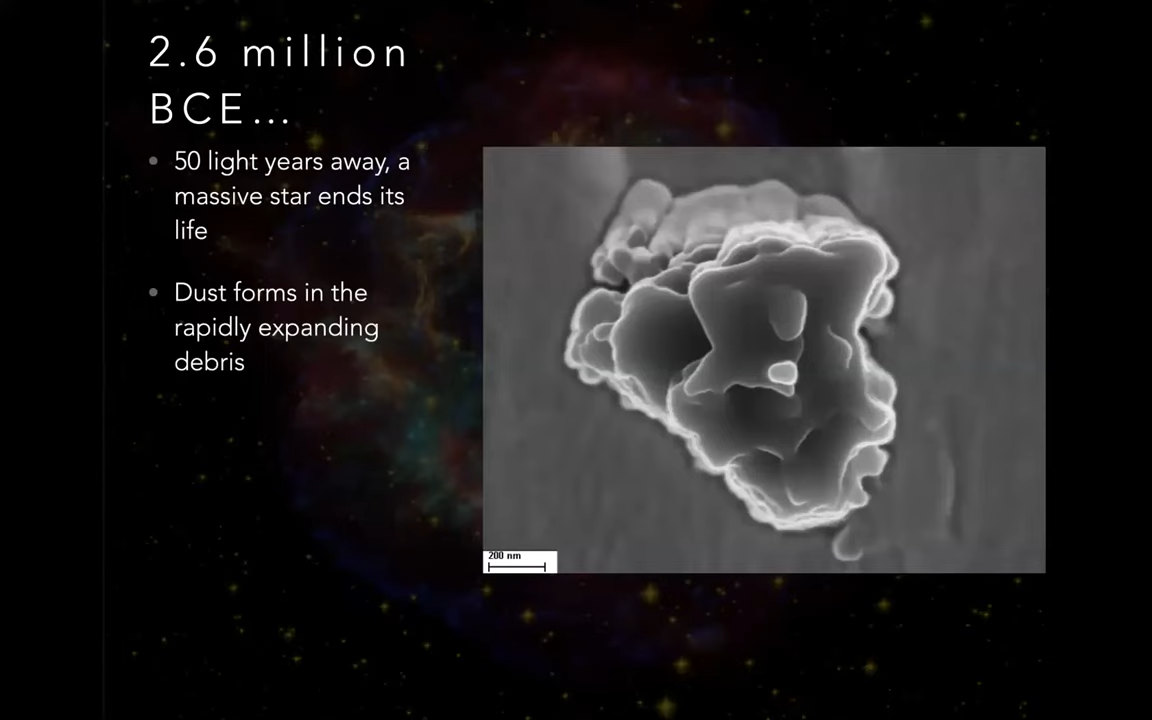 2.6 million
BCE...
• 50 light years away, a
massive star ends its
life
• Dust forms in the
rapidly expanding
debris
200 nm